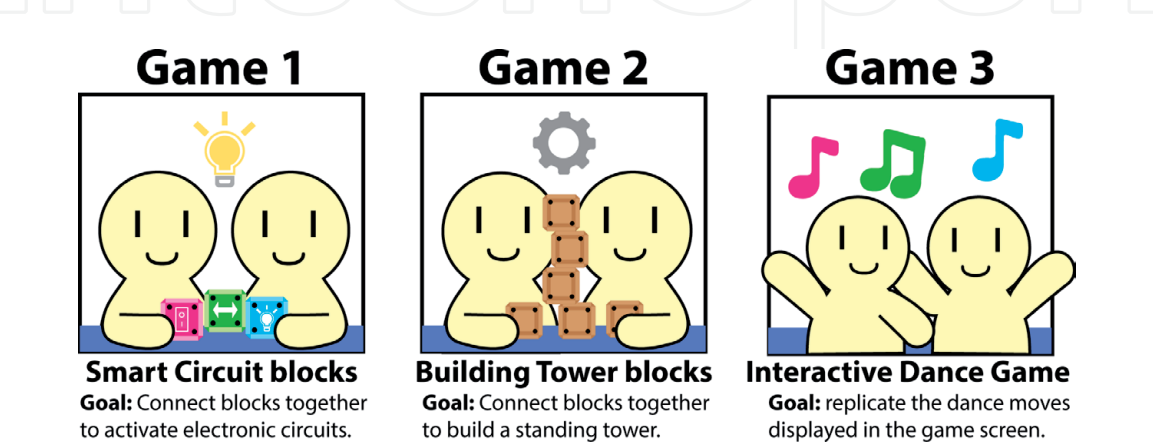 Game 1
Game 2
Game 3
Smart Circuit blocks
Goal: Connect blocks together
to activate electronic circuits.
Building Tower blocks
Goal: Connect blocks together
to build a standing tower.
Interactive Dance Game
Goal: replicate the dance moves
displayed in the game screen.